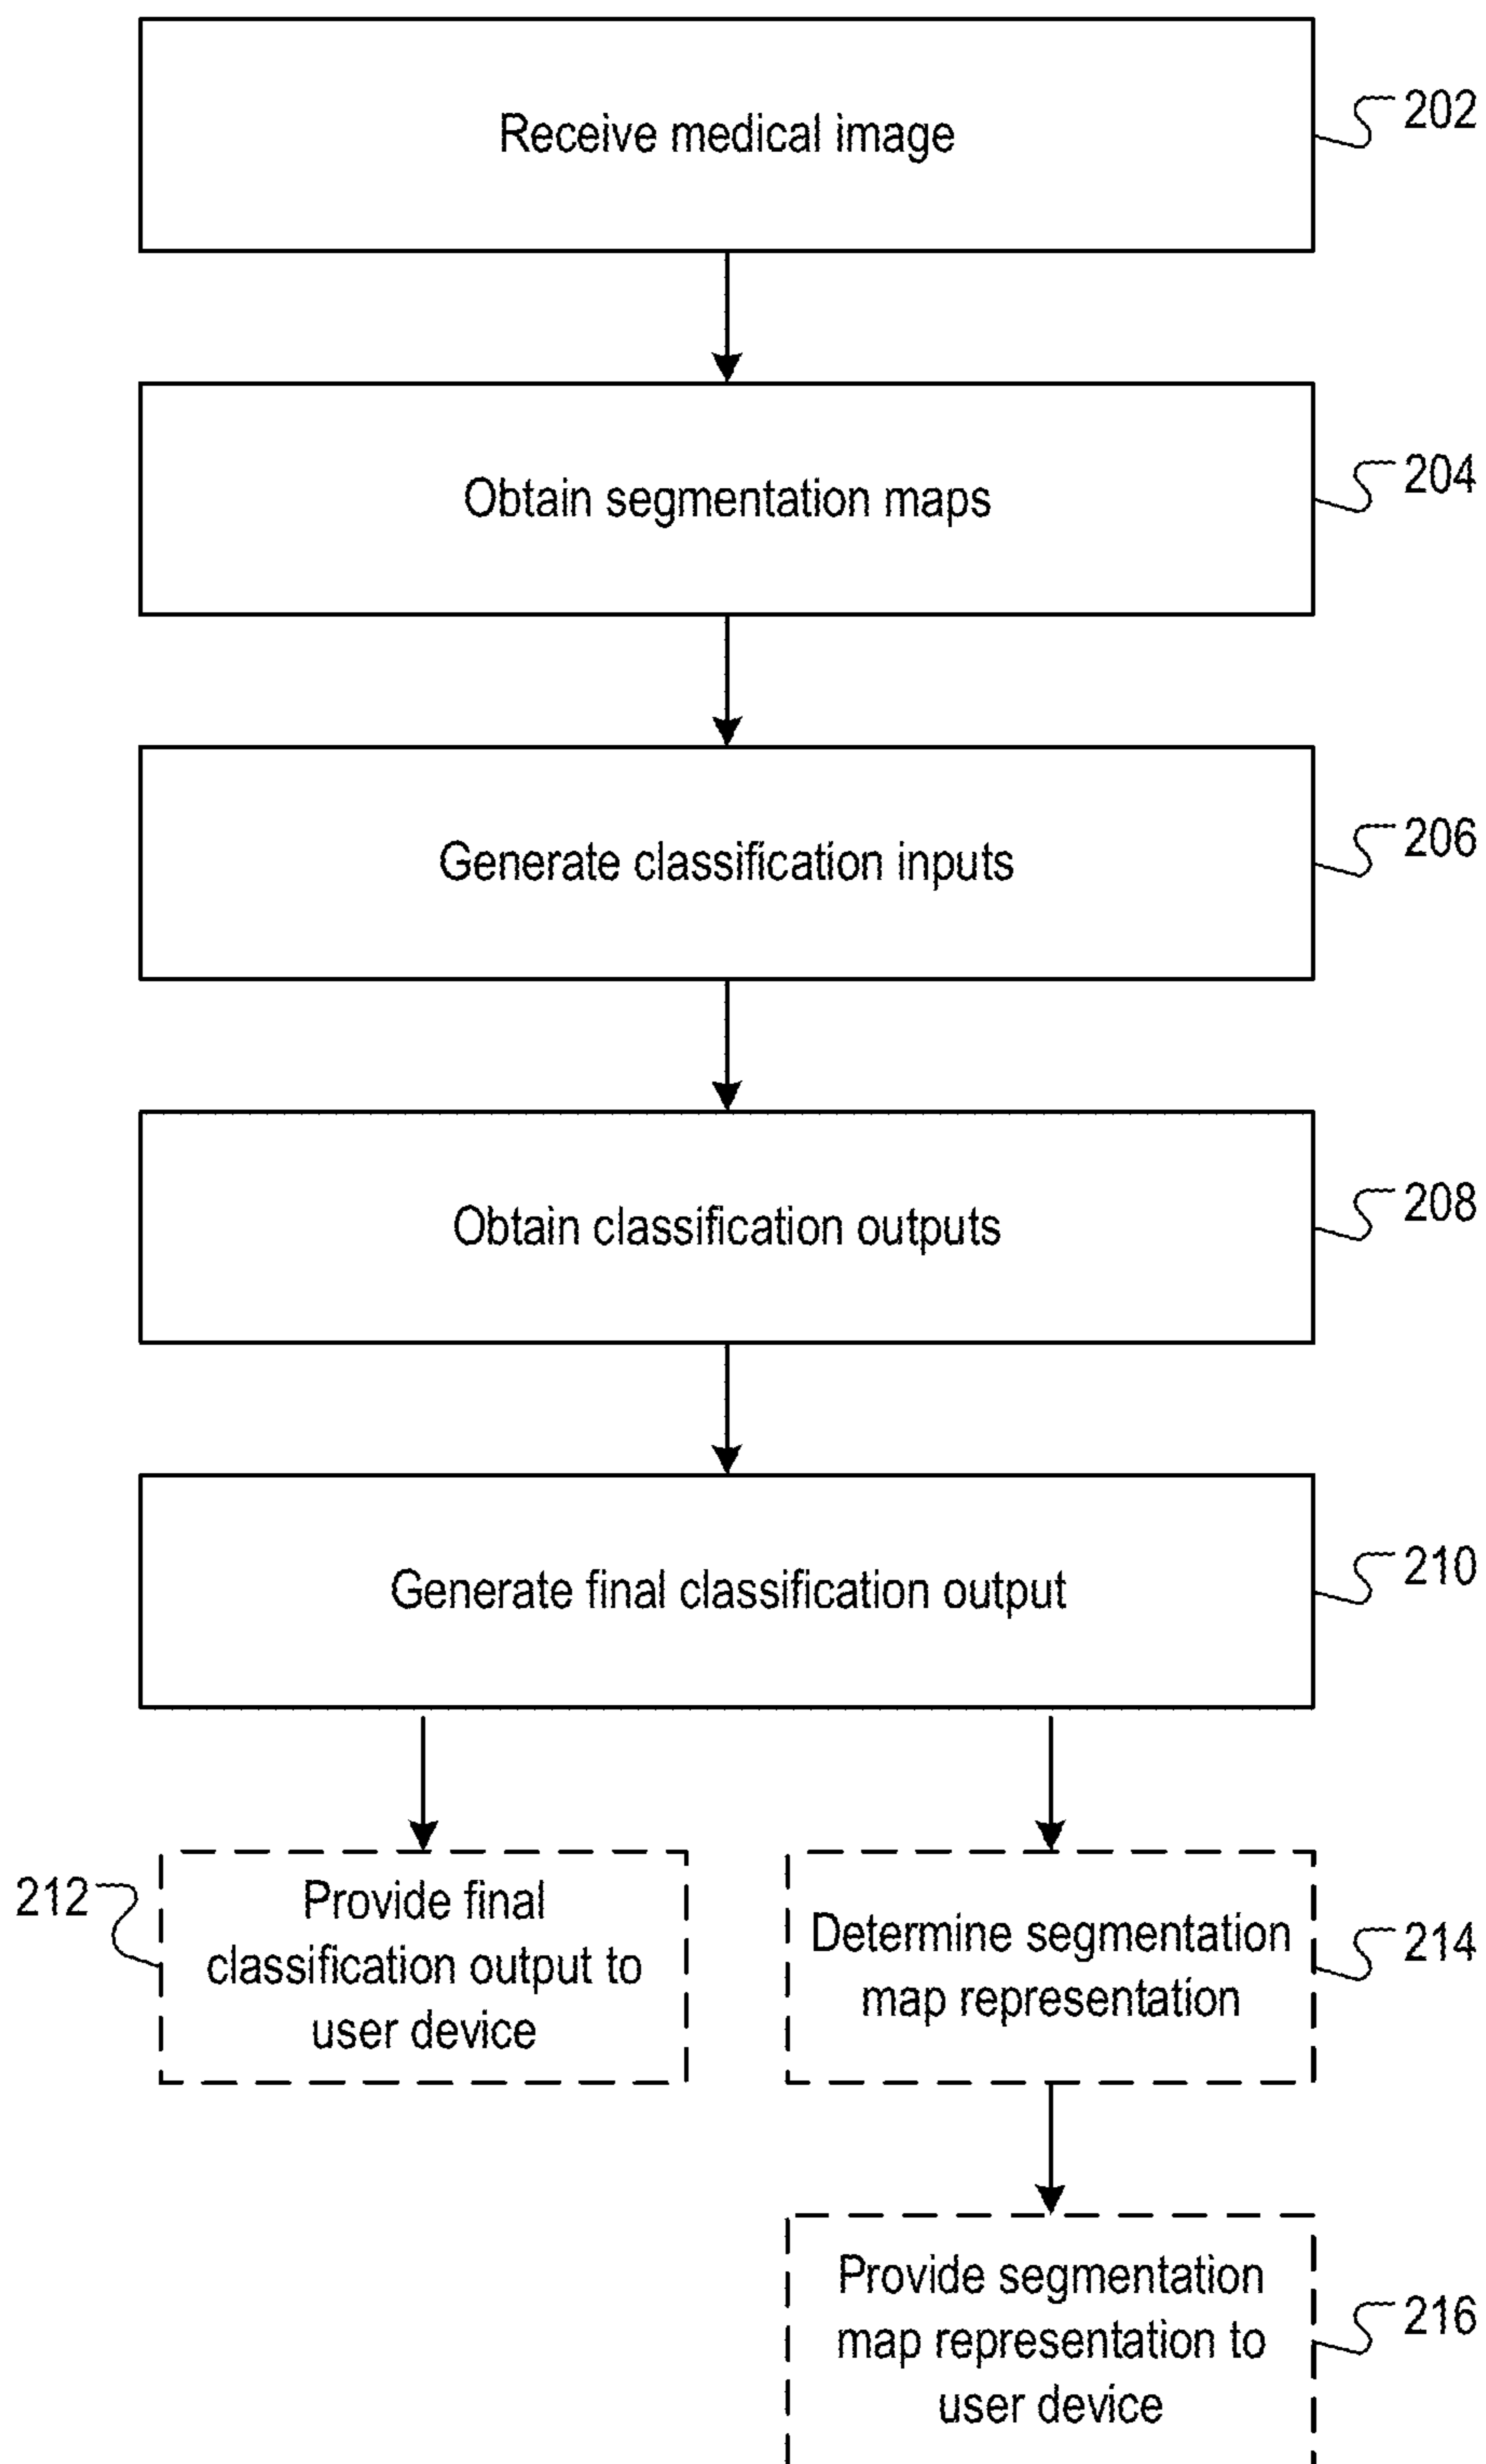 Receive medical image
202
Obtain segmentation maps
204
Generate classification inputs
206
Obtain classification outputs
208
Generate final classification output
210
212
Provide final
classification output to
user device
Determine segmentation
map representation
214
Provide segmentation
map representation to
user device
216